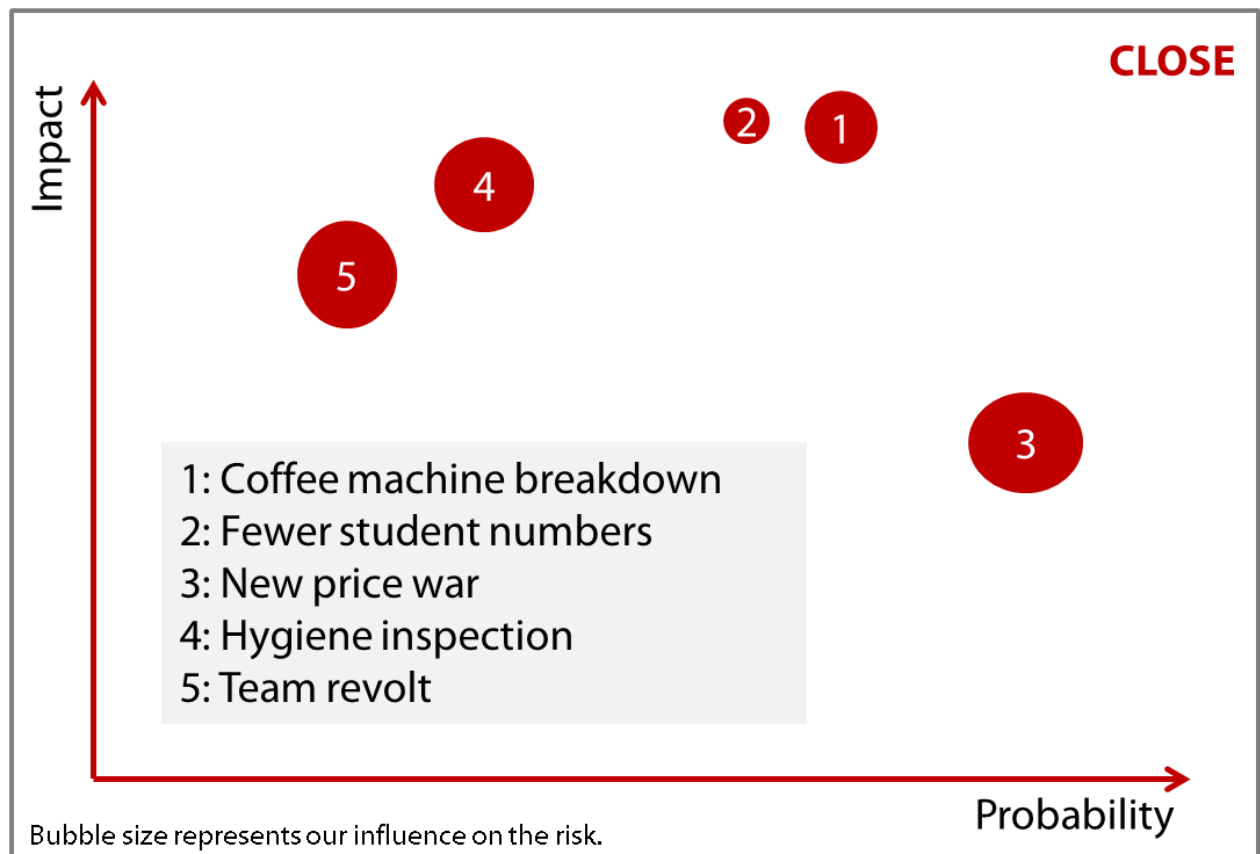 CLOSE
Impact
2
1
4
5
3
1: Coffee machine breakdown
2: Fewer student numbers
3: New price war
4: Hygiene inspection
5: Team revolt
Probability
Bubble size represents our influence on the risk.